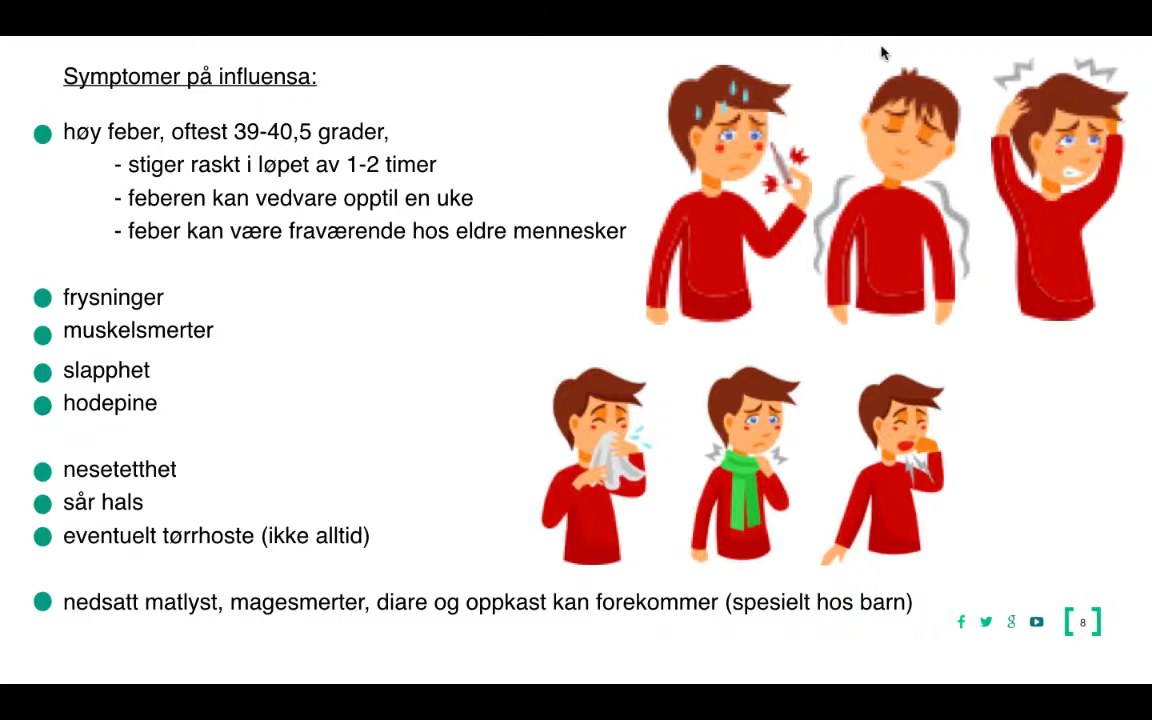 Symptomer på influensa:
høy feber, oftest 39-40,5 grader,
- stiger raskt i løpet av 1-2 timer
- feberen kan vedvare opptil en uke
- feber kan være fraværende hos eldre mennesker
frysninger
muskelsmerter
slapphet
hodepine
nesetetthet
sår hals
eventuelt tørrhoste (ikke alltid)
nedsatt matlyst, magesmerter, diare og oppkast kan forekommer (spesielt hos barn)
8